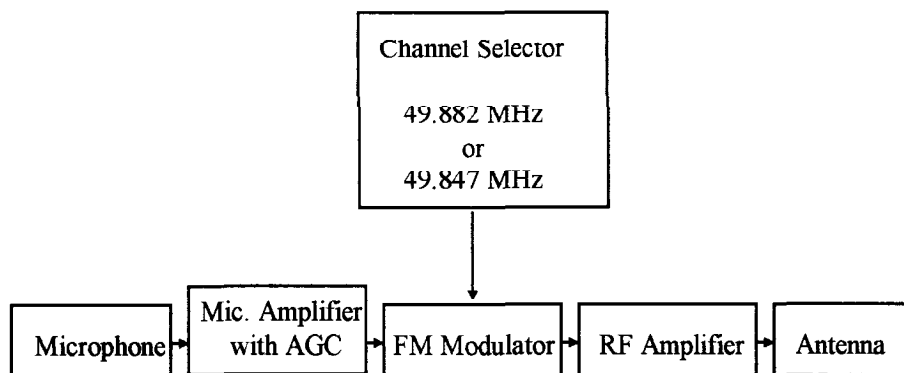 Channel Selector
49.882 MHz
or
49.847 MHz
Microphone
Mic. Amplifier
with AGC
FM Modulator
RF Amplifier
Antenna